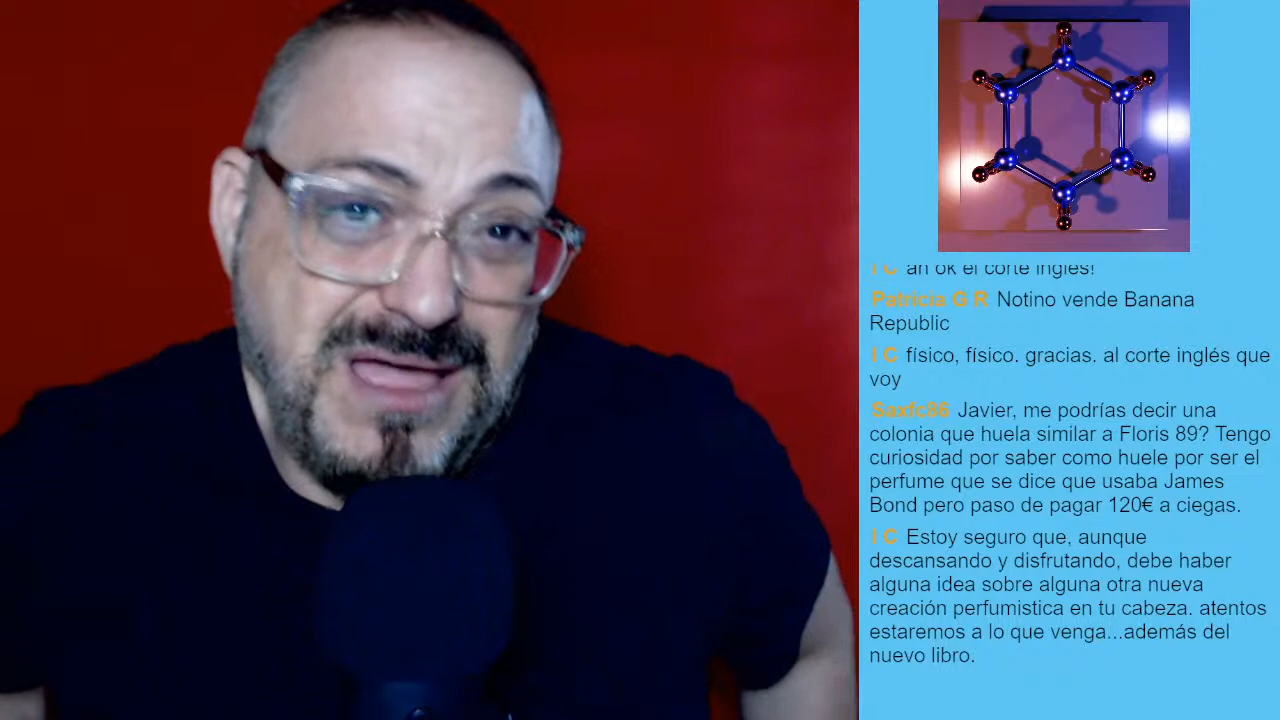 I C ah ok el corte inglés!
Patricia G R Notino vende Banana
Republic
I C físico, físico. gracias. al corte inglés que
voy
Saxfc86 Javier, me podrías decir una
colonia que huela similar a Floris 89? Tengo
curiosidad por saber como huele por ser el
perfume que se dice que usaba James
Bond pero paso de pagar 120€ a ciegas.
I C Estoy seguro que, aunque
descansando y disfrutando, debe haber
alguna idea sobre alguna otra nueva
creación perfumistica en tu cabeza. atentos
estaremos a lo que venga...además del
nuevo libro.